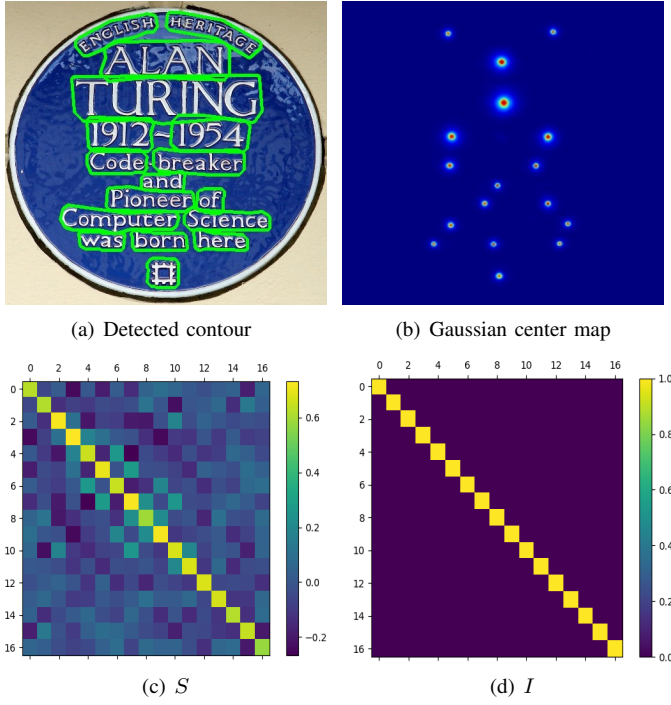 ENGLISH HERITAGE
ALAN
TURING
1912 ~ 1954
Code-breaker
and
Pioneer of
Computer Science
was born here
(a) Detected contour
(b) Gaussian center map
0 2 4 6 8 10 12 14 16
0
2
4
6
8
10
12
14
16
0.6
0.4
0.2
0.0
−0.2
(c) S
0 2 4 6 8 10 12 14 16
0
2
4
6
8
10
12
14
16
1.0
0.8
0.6
0.4
0.2
0.0
(d) I